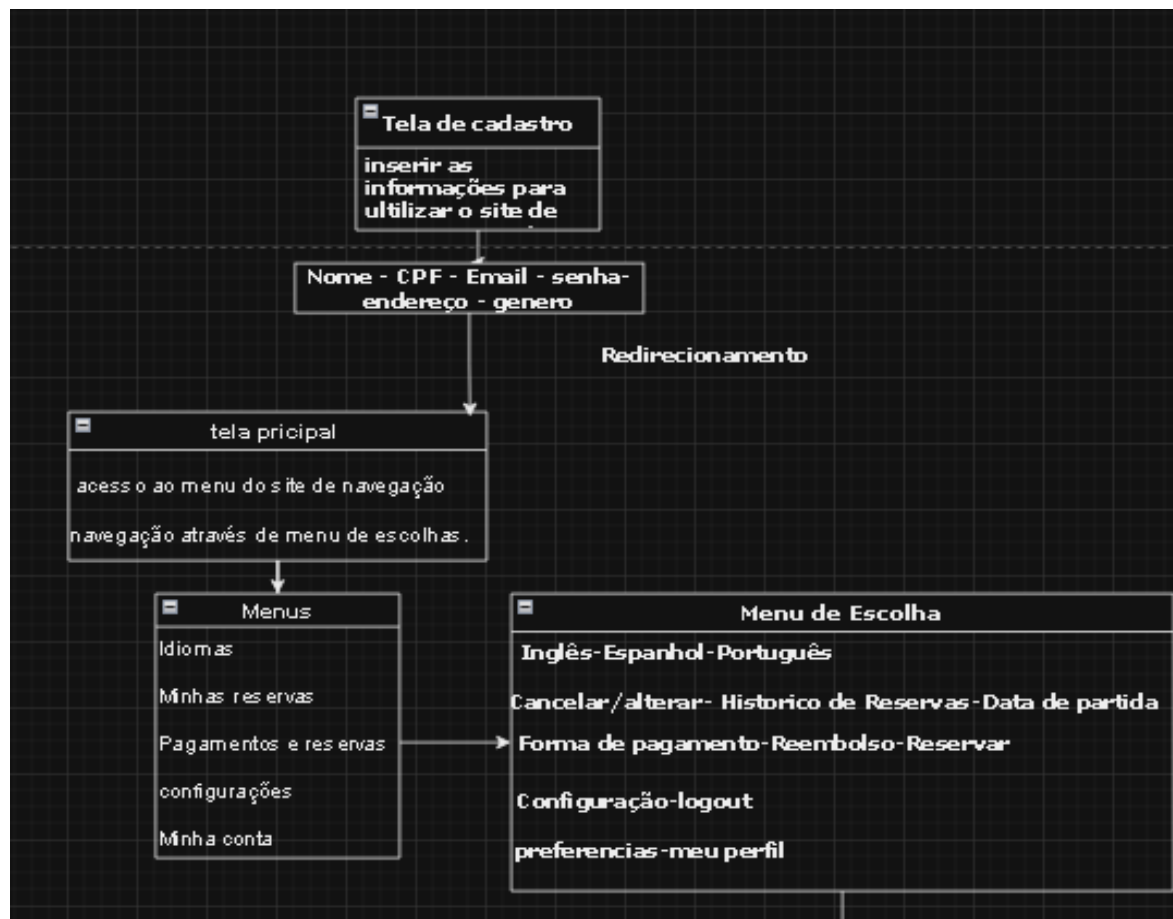 Tela de cadastro
inserir as
informações para
ultilizar o site de
Nome - CPF - Email - senha-
endereço - genero
Redirecionamento
tela pricipal
acesso ao menu do site de navegação
navegação através de menu de escolhas.
Menus
Idiomas
Minhas reservas
Pagamentos e reservas
configurações
Minha conta
Menu de Escolha
Inglês-Espanhol-Português
Cancelar/alterar- Historico de Reservas-Data de partida
Forma de pagamento-Reembolso-Reservar
Configuração-logout
preferencias-meu perfil